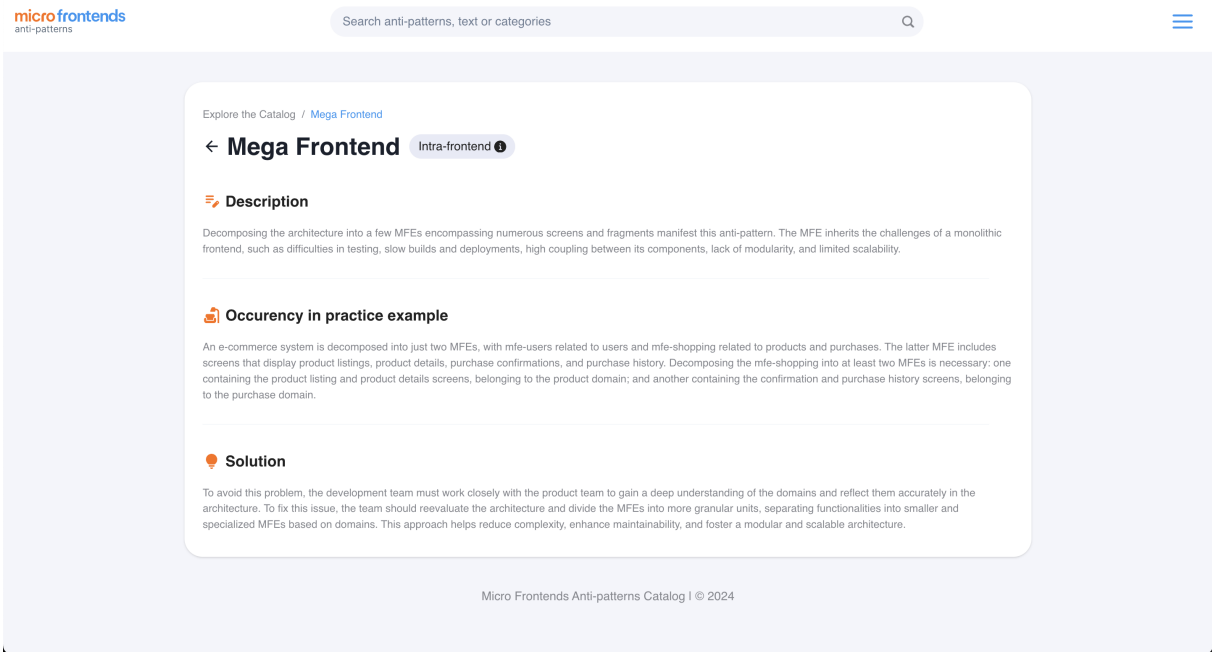 micro frontends
anti-patterns
Search anti-patterns, text or categories
Explore the Catalog / Mega Frontend
Mega Frontend
Intra-frontend
Description
Decomposing the architecture into a few MFEs encompassing numerous screens and fragments manifest this anti-pattern. The MFE inherits the challenges of a monolithic
frontend, such as difficulties in testing, slow builds and deployments, high coupling between its components, lack of modularity, and limited scalability.
Occurency in practice example
An e-commerce system is decomposed into just two MFEs, with mfe-users related to users and mfe-shopping related to products and purchases. The latter MFE includes
screens that display product listings, product details, purchase confirmations, and purchase history. Decomposing the mfe-shopping into at least two MFEs is necessary: one
containing the product listing and product details screens, belonging to the product domain; and another containing the confirmation and purchase history screens, belonging
to the purchase domain.
Solution
To avoid this problem, the development team must work closely with the product team to gain a deep understanding of the domains and reflect them accurately in the
architecture. To fix this issue, the team should reevaluate the architecture and divide the MFEs into more granular units, separating functionalities into smaller and
specialized MFEs based on domains. This approach helps reduce complexity, enhance maintainability, and foster a modular and scalable architecture.
Micro Frontends Anti-patterns Catalog | © 2024